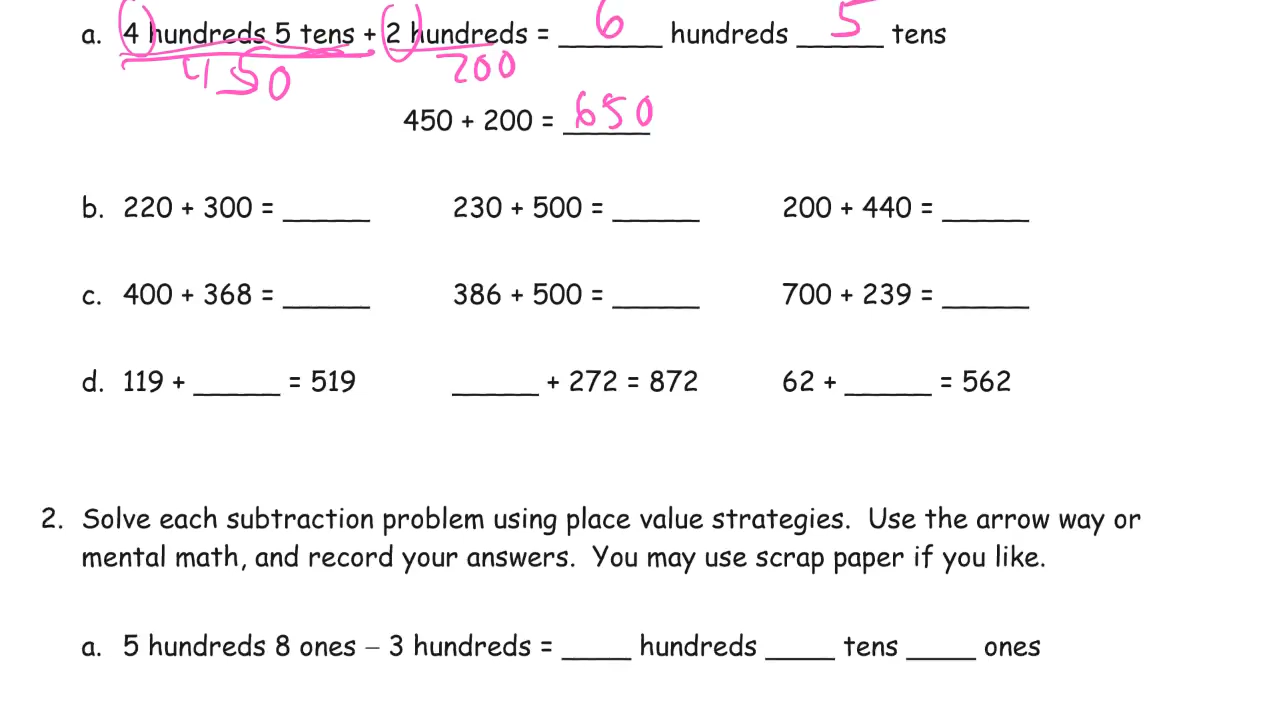 a. 4 hundreds 5 tens + 2 hundreds = 6 hundreds 5 tens
450 200
450 + 200 = 650
b. 220 + 300 = ______ 230 + 500 = ______ 200 + 440 = ______
c. 400 + 368 = ______ 386 + 500 = ______ 700 + 239 = ______
d. 119 + ______ = 519 ______ + 272 = 872 62 + ______ = 562
2. Solve each subtraction problem using place value strategies. Use the arrow way or
mental math, and record your answers. You may use scrap paper if you like.
a. 5 hundreds 8 ones – 3 hundreds = _____ hundreds _____ tens _____ ones